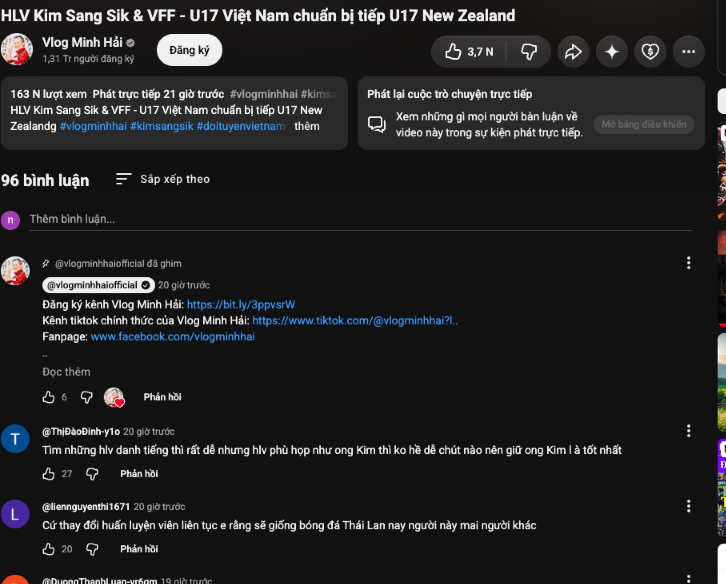 HLV Kim Sang Sik & VFF - U17 Việt Nam chuẩn bị tiếp U17 New Zealand
Vlog Minh Hải
1,31 Tr người đăng ký
Đăng ký
3,7 N
163 N lượt xem Phát trực tiếp 21 giờ trước #vlogminhhai #kims
HLV Kim Sang Sik & VFF - U17 Việt Nam chuẩn bị tiếp U17 New
Zealandg #vlogminhhai #kimsangsik #doituyenvietnam thêm
Phát lại cuộc trò chuyện trực tiếp
Xem những gì mọi người bàn luận về
video này trong sự kiện phát trực tiếp.
Mở bảng điều khiển
96 bình luận
Sắp xếp theo
n
Thêm bình luận...
@vlogminhhaiofficial đã ghim
@vlogminhhaiofficial 20 giờ trước
Đăng ký kênh Vlog Minh Hải: https://bit.ly/3ppvsrW
Kênh tiktok chính thức của Vlog Minh Hải: https://www.tiktok.com/@vlogminhhai?l..
Fanpage: www.facebook.com/vlogminhhai
..
Đọc thêm
6 Phản hồi
T
@ThịĐàoĐinh-y1o 20 giờ trước
Tìm những hlv danh tiếng thì rất dễ nhưng hlv phù họp như ong Kim thì ko hề dễ chút nào nên giữ ong Kim l à tốt nhất
27 Phản hồi
L
@liennguyenthi1671 20 giờ trước
Cứ thay đổi huấn luyện viên liên tục e rằng sẽ giống bóng đá Thái Lan nay người này mai người khác
20 Phản hồi
@DuongThanhLuan-vr6gm 19 giờ trước